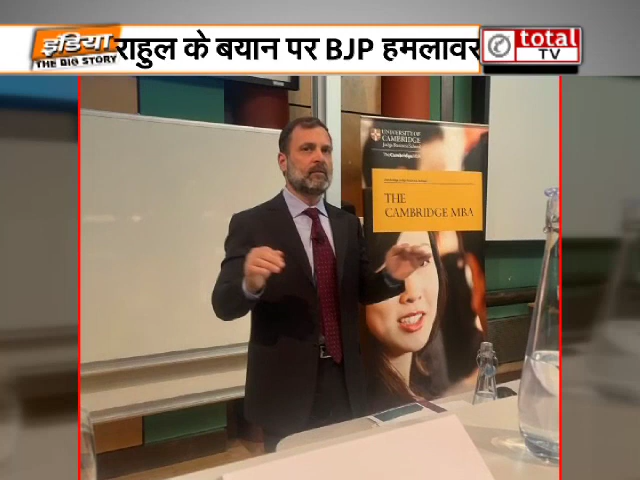 इंडिया
THE BIG STORY
राहुल के बयान पर BJP हमलावर
total
TV
UNIVERSITY OF
CAMBRIDGE
Judge Business School
THE
CAMBRIDGE MBA